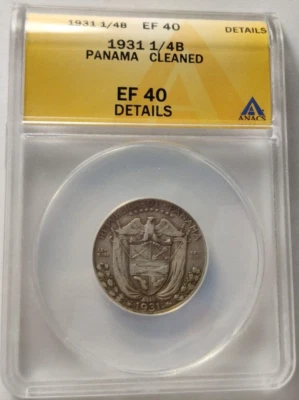 1931 1/4B EF 40 DETAILS
1931 1/4B
PANAMA CLEANED
EF 40
DETAILS
ANACS
1931